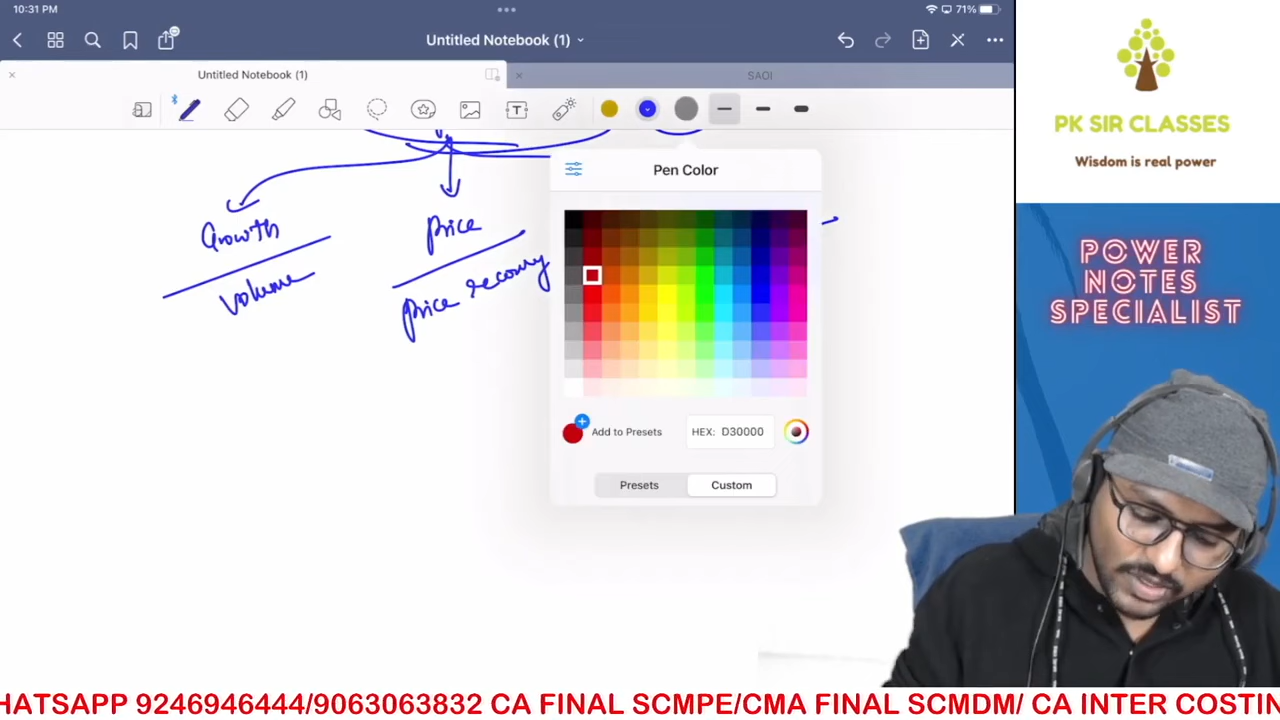 10:31 PM
71%
Untitled Notebook (1)
Untitled Notebook (1)
SAOI
T
Pen Color
Growth
price
volume
price recovery
Add to Presets
HEX: D30000
Presets
Custom
PK SIR CLASSES
Wisdom is real power
POWER
NOTES
SPECIALIST
HATSAPP 9246946444/9063063832 CA FINAL SCMPE/CMA FINAL SCMDM/ CA INTER COSTIN